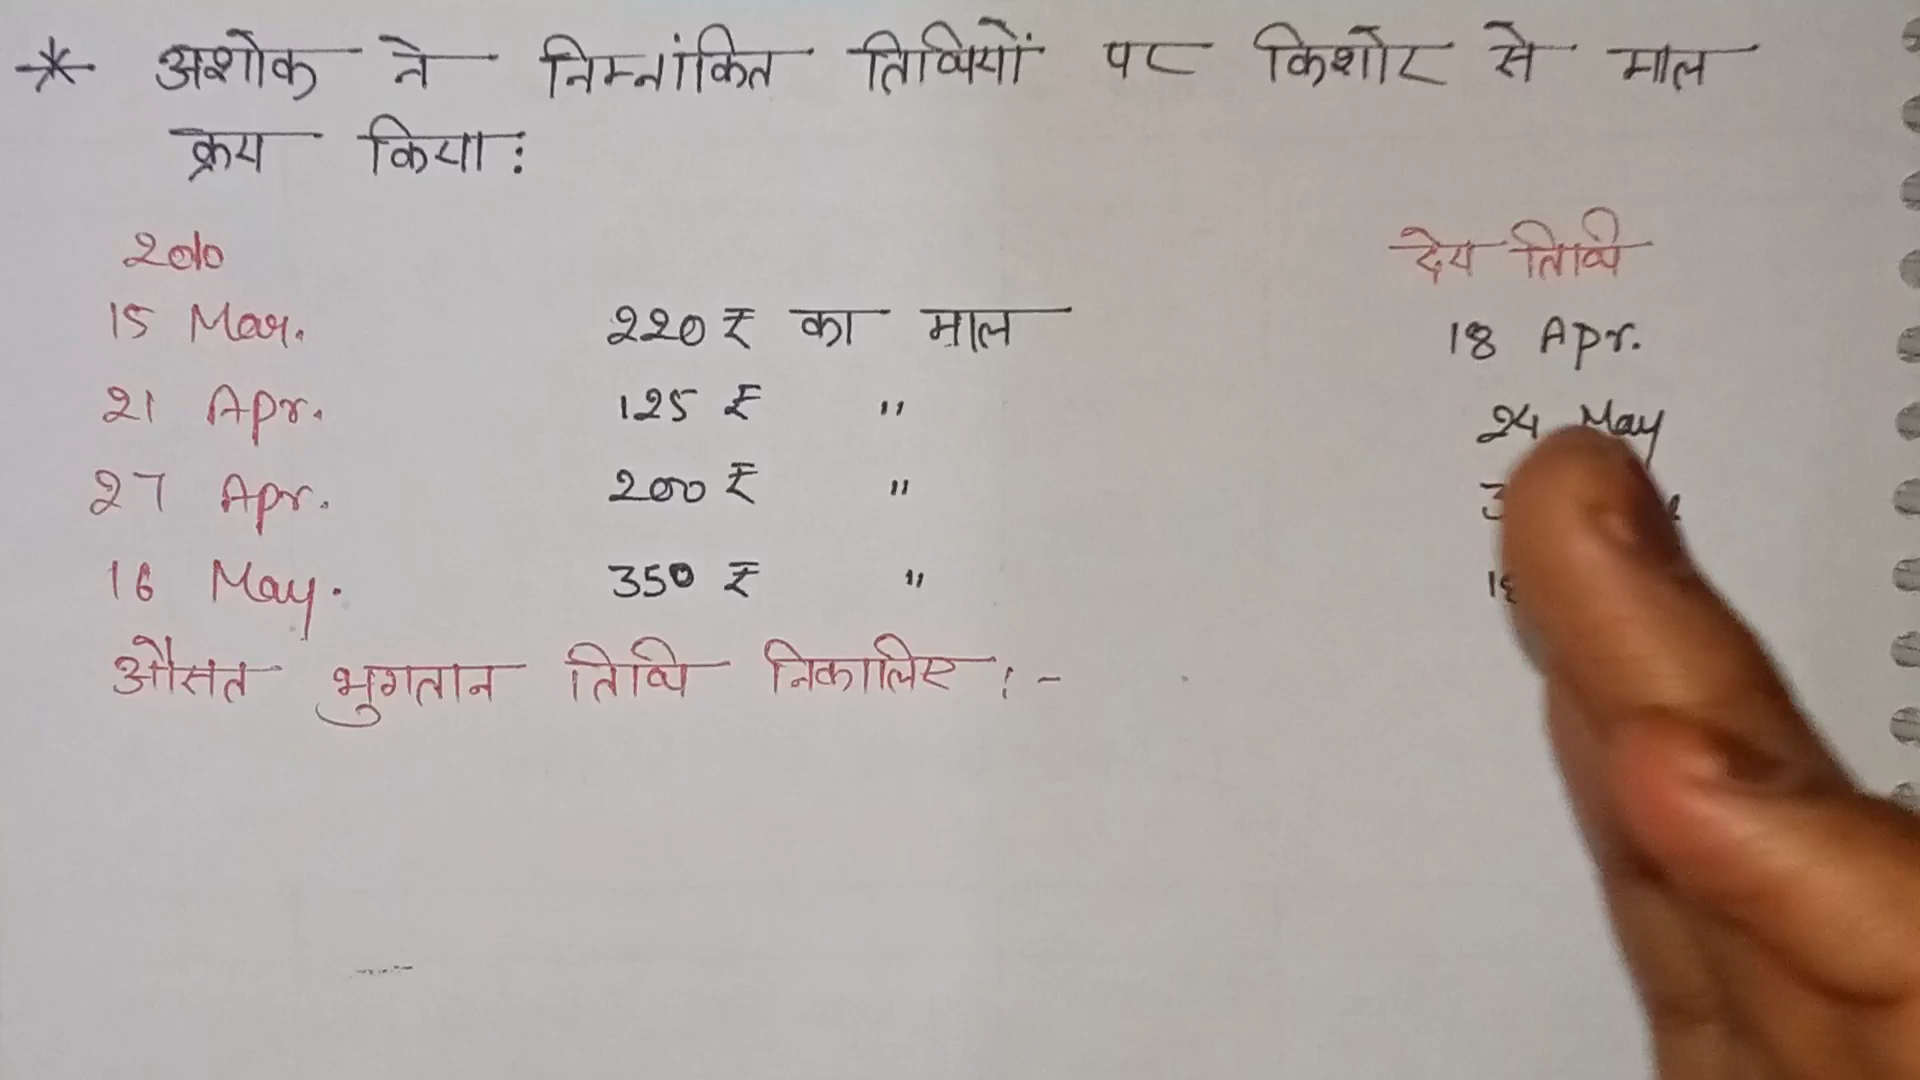 * अशोक ने निम्नांकित तिथियों पर किशोर से माल
क्रय किया:
2010 देय तिथि
15 Mar. 220 ₹ का माल 18 Apr.
21 Apr. 125 ₹ " 24 May
27 Apr. 200 ₹ "
16 May. 350 ₹ "
औसत भुगतान तिथि निकालिए :-